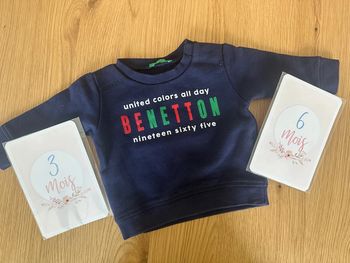 united colors all day
BENETTON
nineteen sixty five
3
Mois
6
Mois